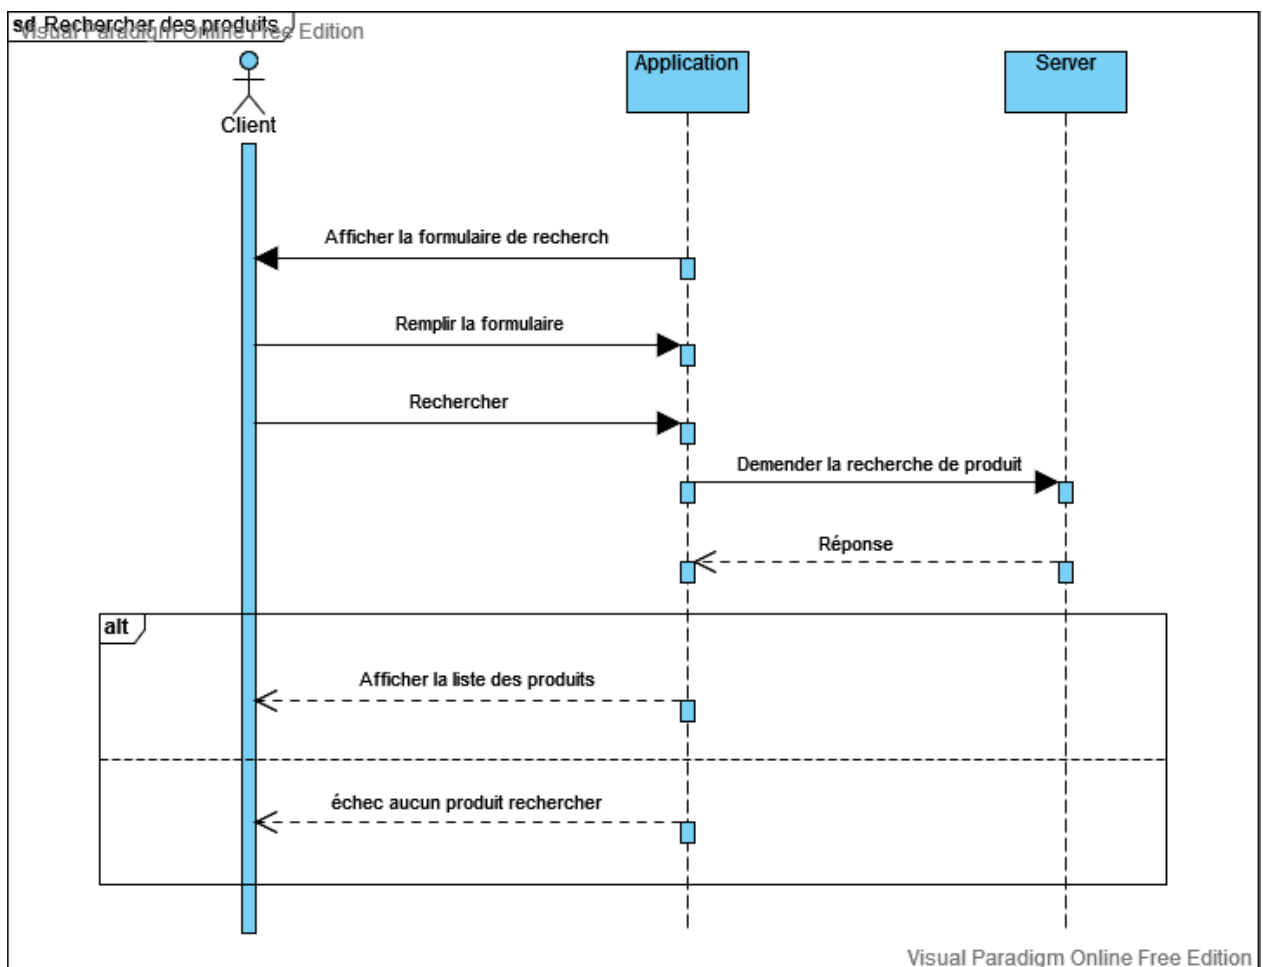 sd Rechercher des produits
Visual Paradigm Online Free Edition
Client
Application
Server
Afficher la formulaire de recherch
Remplir la formulaire
Rechercher
Demender la recherche de produit
Réponse
alt
Afficher la liste des produits
échec aucun produit rechercher
Visual Paradigm Online Free Edition